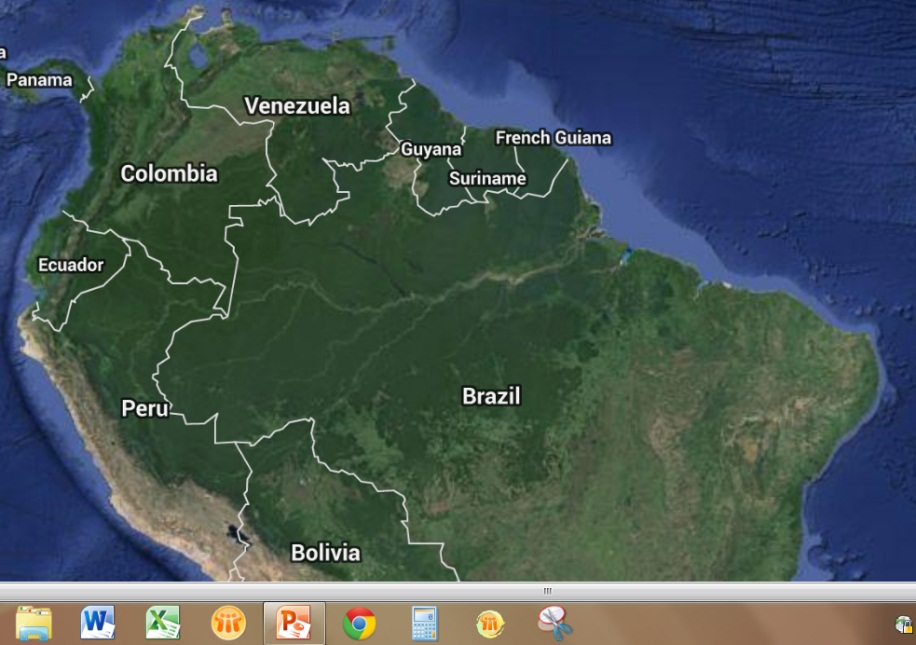 a
Panama
Venezuela
Guyana
French Guiana
Colombia
Suriname
Ecuador
Peru
Brazil
Bolivia
W
X
P